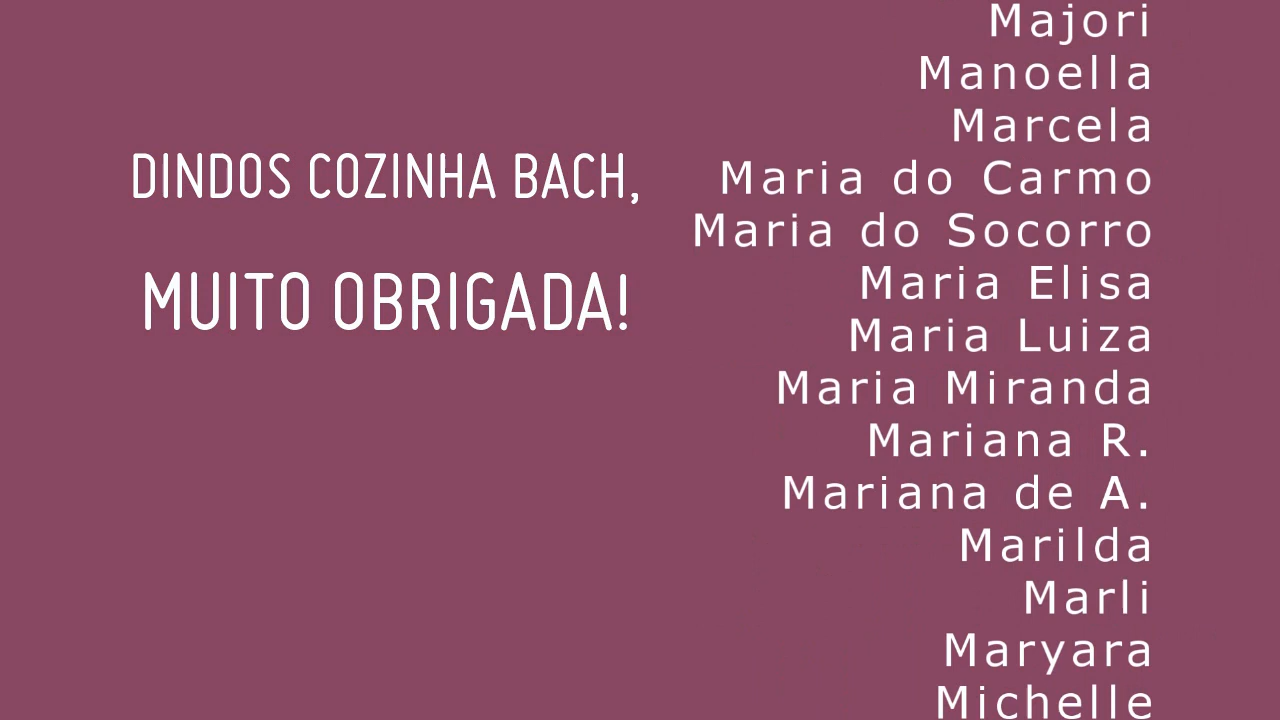 DINDOS COZINHA BACH,
MUITO OBRIGADA!
Majori
Manoella
Marcela
Maria do Carmo
Maria do Socorro
Maria Elisa
Maria Luiza
Maria Miranda
Mariana R.
Mariana de A.
Marilda
Marli
Maryara
Michelle